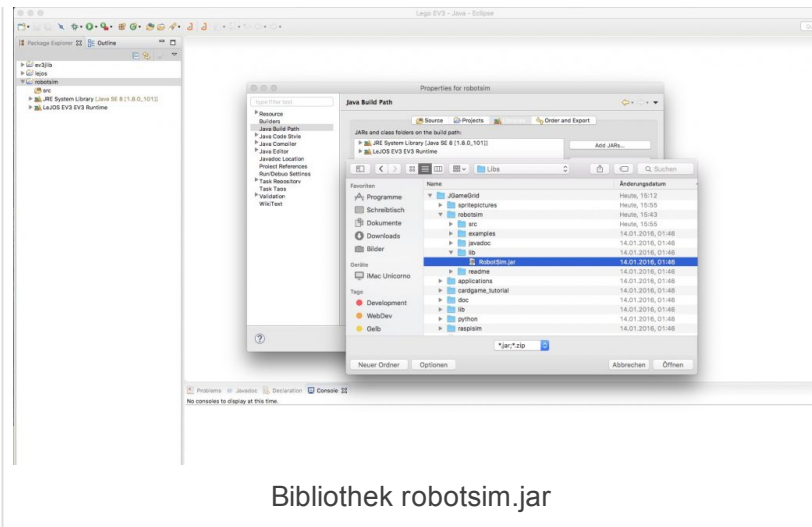 Lego EV3 - Java - Eclipse
Package Explorer
Outline
ev3jlib
lejos
robotsim
src
JRE System Library [Java SE 8 [1.8.0_101]]
LeJOS EV3 EV3 Runtime
Properties for robotsim
type filter text
Resource
Builders
Java Build Path
Java Code Style
Java Compiler
Java Editor
Javadoc Location
Project References
Run/Debug Settings
Task Repository
Task Tags
Validation
WikiText
Java Build Path
Source
Projects
Order and Export
JARs and class folders on the build path:
JRE System Library [Java SE 8 [1.8.0_101]]
LeJOS EV3 EV3 Runtime
Add JARs...
Libs
Suchen
Favoriten
Programme
Schreibtisch
Dokumente
Downloads
Bilder
Geräte
iMac Unicorno
Tags
Development
WebDev
Gelb
Name
Änderungsdatum
JGameGrid
Heute, 15:12
spritepictures
Heute, 15:55
robotsim
Heute, 15:43
src
Heute, 15:55
examples
14.01.2016, 01:46
javadoc
14.01.2016, 01:46
lib
14.01.2016, 01:46
RobotSim.jar
14.01.2016, 01:46
readme
14.01.2016, 01:46
applications
14.01.2016, 01:46
cardgame_tutorial
14.01.2016, 01:46
doc
14.01.2016, 01:46
lib
14.01.2016, 01:46
python
14.01.2016, 01:46
raspisim
14.01.2016, 01:46
*.jar;*.zip
Neuer Ordner
Optionen
Abbrechen
Öffnen
Problems
Javadoc
Declaration
Console
No consoles to display at this time.
Bibliothek robotsim.jar